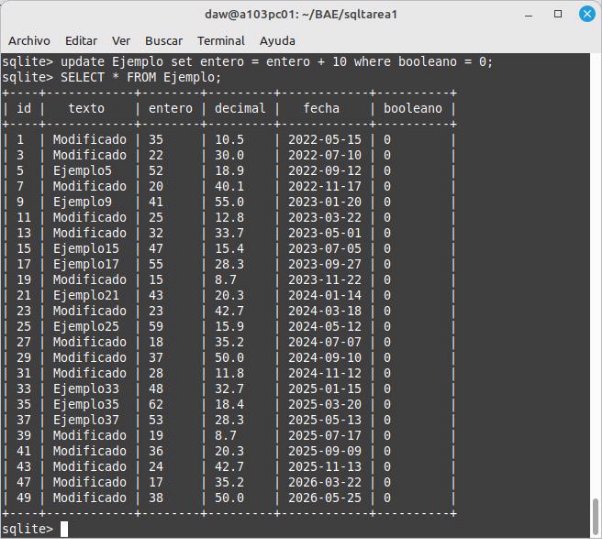 daw@a103pc01: ~/BAE/sqltarea1
Archivo Editar Ver Buscar Terminal Ayuda
sqlite> update Ejemplo set entero = entero + 10 where booleano = 0;
sqlite> SELECT * FROM Ejemplo;
+----+------------+--------+---------+------------+----------+
| id | texto | entero | decimal | fecha | booleano |
+----+------------+--------+---------+------------+----------+
| 1 | Modificado | 35 | 10.5 | 2022-05-15 | 0 |
| 3 | Modificado | 22 | 30.0 | 2022-07-10 | 0 |
| 5 | Ejemplo5 | 52 | 18.9 | 2022-09-12 | 0 |
| 7 | Modificado | 20 | 40.1 | 2022-11-17 | 0 |
| 9 | Ejemplo9 | 41 | 55.0 | 2023-01-20 | 0 |
| 11 | Modificado | 25 | 12.8 | 2023-03-22 | 0 |
| 13 | Modificado | 32 | 33.7 | 2023-05-01 | 0 |
| 15 | Ejemplo15 | 47 | 15.4 | 2023-07-05 | 0 |
| 17 | Ejemplo17 | 55 | 28.3 | 2023-09-27 | 0 |
| 19 | Modificado | 15 | 8.7 | 2023-11-22 | 0 |
| 21 | Ejemplo21 | 43 | 20.3 | 2024-01-14 | 0 |
| 23 | Modificado | 23 | 42.7 | 2024-03-18 | 0 |
| 25 | Ejemplo25 | 59 | 15.9 | 2024-05-12 | 0 |
| 27 | Modificado | 18 | 35.2 | 2024-07-07 | 0 |
| 29 | Modificado | 37 | 50.0 | 2024-09-10 | 0 |
| 31 | Modificado | 28 | 11.8 | 2024-11-12 | 0 |
| 33 | Ejemplo33 | 48 | 32.7 | 2025-01-15 | 0 |
| 35 | Ejemplo35 | 62 | 18.4 | 2025-03-20 | 0 |
| 37 | Ejemplo37 | 53 | 28.3 | 2025-05-13 | 0 |
| 39 | Modificado | 19 | 8.7 | 2025-07-17 | 0 |
| 41 | Modificado | 36 | 20.3 | 2025-09-09 | 0 |
| 43 | Modificado | 24 | 42.7 | 2025-11-13 | 0 |
| 47 | Modificado | 17 | 35.2 | 2026-03-22 | 0 |
| 49 | Modificado | 38 | 50.0 | 2026-05-25 | 0 |
+----+------------+--------+---------+------------+----------+
sqlite>